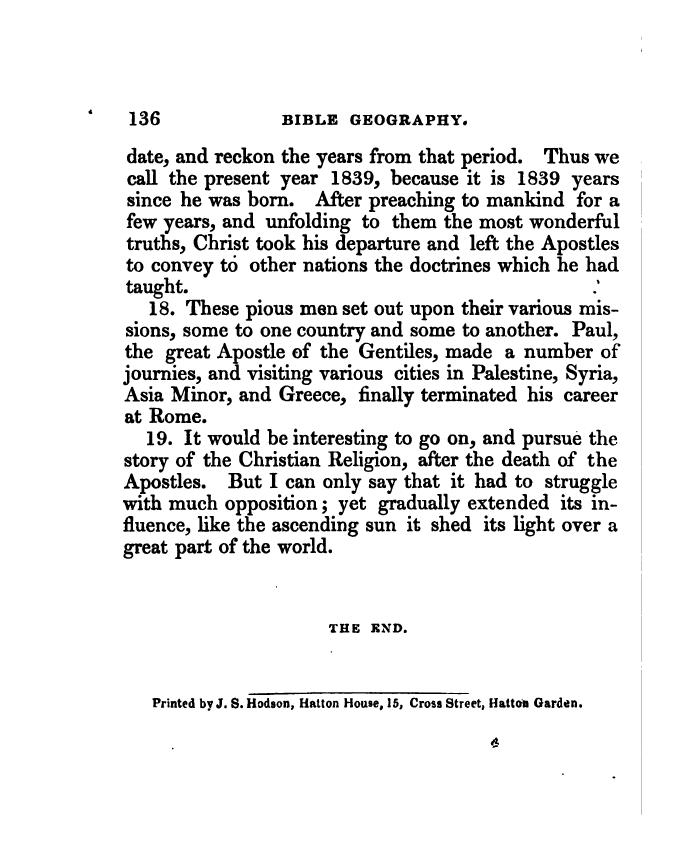 136 BIBLE GEOGRAPHY.
date, and reckon the years from that period. Thus we
call the present year 1839, because it is 1839 years
since he was born. After preaching to mankind for a
few years, and unfolding to them the most wonderful
truths, Christ took his departure and left the Apostles
to convey to other nations the doctrines which he had
taught.
18. These pious men set out upon their various mis-
sions, some to one country and some to another. Paul,
the great Apostle of the Gentiles, made a number of
journies, and visiting various cities in Palestine, Syria,
Asia Minor, and Greece, finally terminated his career
at Rome.
19. It would be interesting to go on, and pursue the
story of the Christian Religion, after the death of the
Apostles. But I can only say that it had to struggle
with much opposition; yet gradually extended its in-
fluence, like the ascending sun it shed its light over a
great part of the world.
THE END.
Printed by J. S. Hodson, Hatton House, 15, Cross Street, Hatton Garden.